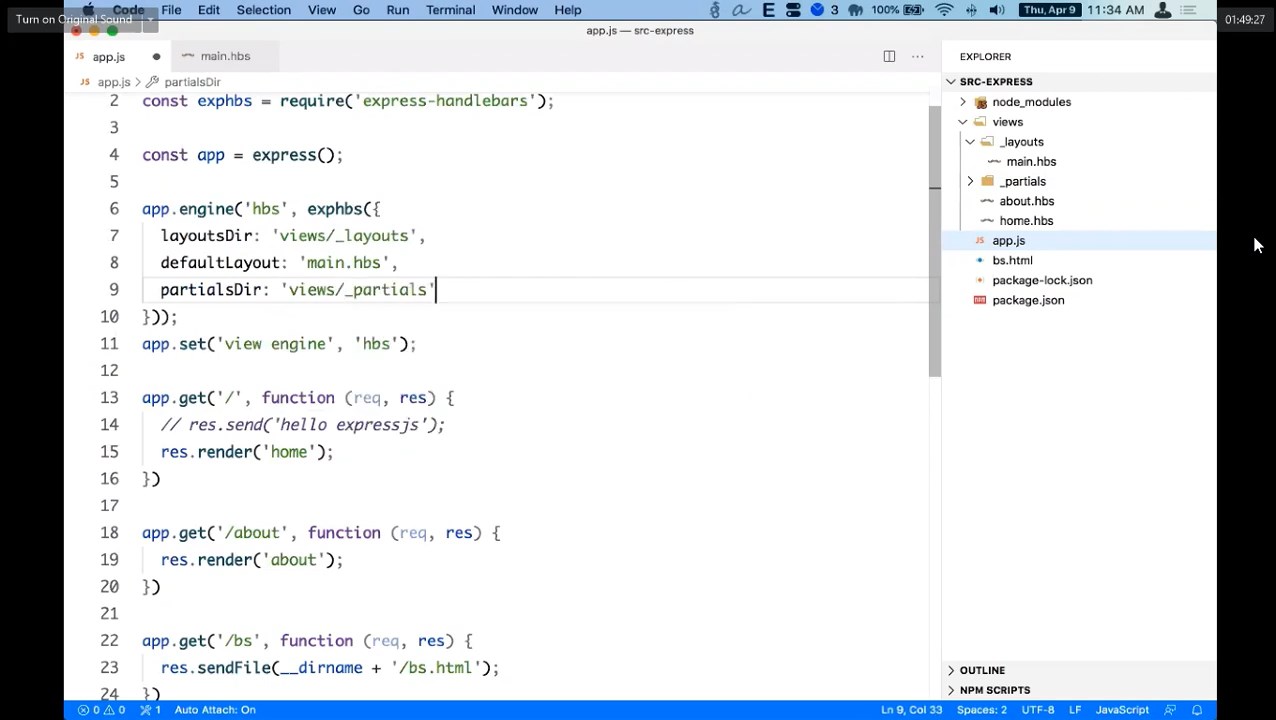 Turn on Original Sound
Code File Edit Selection View Go Run Terminal Window Help
3 100% Thu, Apr 9 11:34 AM
01:49:27
app.js — src-express
JS app.js
main.hbs
JS app.js > partialsDir
2 const exphbs = require('express-handlebars');
3
4 const app = express();
5
6 app.engine('hbs', exphbs({
7 layoutsDir: 'views/_layouts',
8 defaultLayout: 'main.hbs',
9 partialsDir: 'views/_partials'
10 }));
11 app.set('view engine', 'hbs');
12
13 app.get('/', function (req, res) {
14 // res.send('hello expressjs');
15 res.render('home');
16 })
17
18 app.get('/about', function (req, res) {
19 res.render('about');
20 })
21
22 app.get('/bs', function (req, res) {
23 res.sendFile(__dirname + '/bs.html');
24 })
EXPLORER
SRC-EXPRESS
node_modules
views
_layouts
main.hbs
_partials
about.hbs
home.hbs
JS app.js
bs.html
package-lock.json
package.json
OUTLINE
NPM SCRIPTS
0 0 1 Auto Attach: On
Ln 9, Col 33 Spaces: 2 UTF-8 LF JavaScript